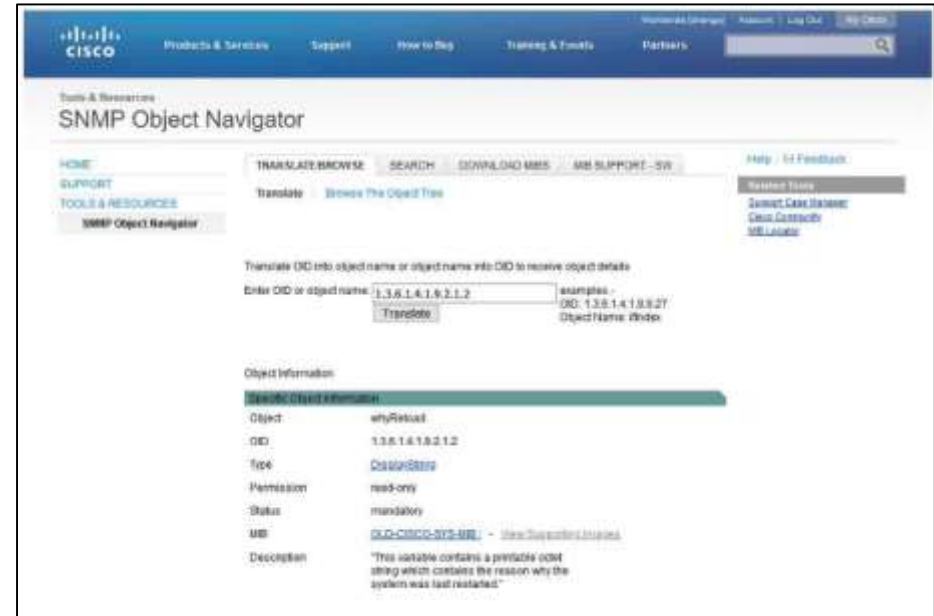 Worldwide [change] Account Log Out My Cisco
CISCO Products & Services Support How to Buy Training & Events Partners
Tools & Resources
SNMP Object Navigator
HOME
SUPPORT
TOOLS & RESOURCES
SNMP Object Navigator
TRANSLATE/BROWSE SEARCH DOWNLOAD MIBS MIB SUPPORT - SW
Translate Browse The Object Tree
Help Feedback
Related Tools
Support Case Manager
Cisco Community
MIB Locator
Translate OID into object name or object name into OID to receive object details
Enter OID or object name: 1.3.6.1.4.1.9.2.1.2
Translate
examples -
OID: 1.3.6.1.4.1.9.9.27
Object Name: ifIndex
Object Information
Specific Object Information
Object whyReload
OID 1.3.6.1.4.1.9.2.1.2
Type DisplayString
Permission read-only
Status mandatory
MIB OLD-CISCO-SYS-MIB ; - View Supporting Images
Description "This variable contains a printable octet
string which contains the reason why the
system was last restarted."